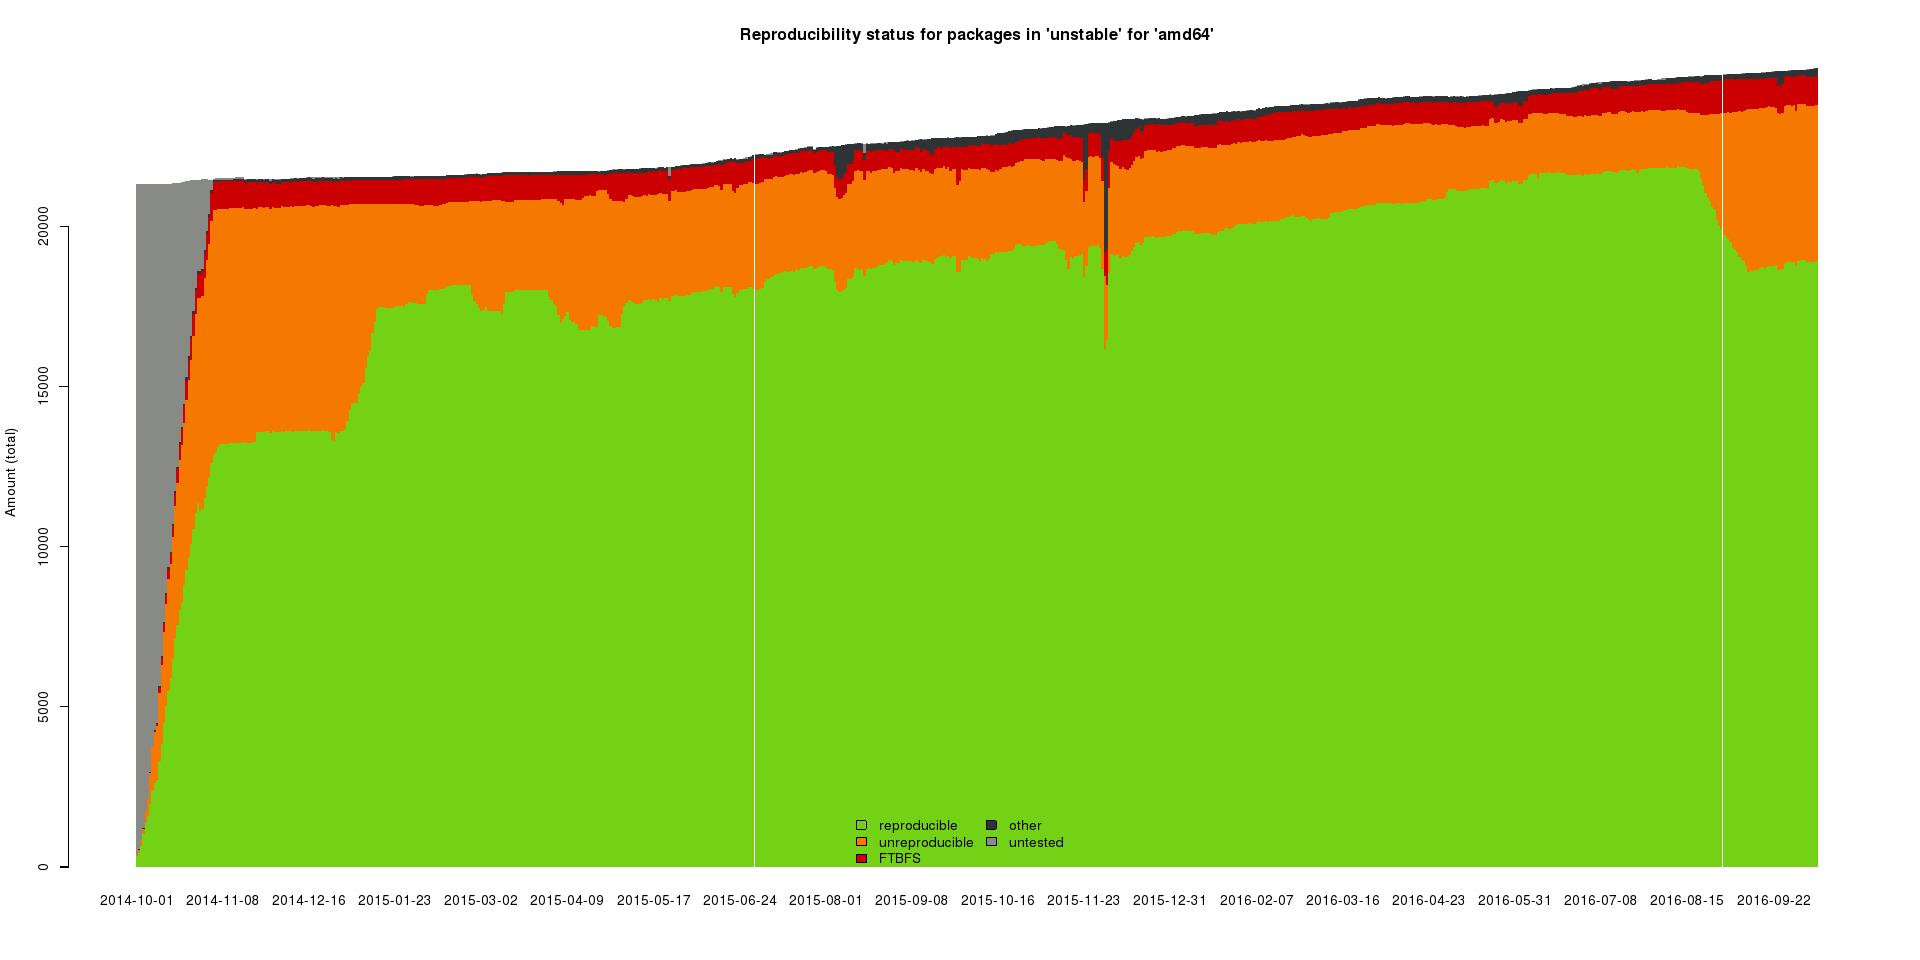 Reproducibility status for packages in 'unstable' for 'amd64'
Amount (total)
20000
15000
10000
5000
0
reproducible
unreproducible
FTBFS
other
untested
2014-10-01 2014-11-08 2014-12-16 2015-01-23 2015-03-02 2015-04-09 2015-05-17 2015-06-24 2015-08-01 2015-09-08 2015-10-16 2015-11-23 2015-12-31 2016-02-07 2016-03-16 2016-04-23 2016-05-31 2016-07-08 2016-08-15 2016-09-22